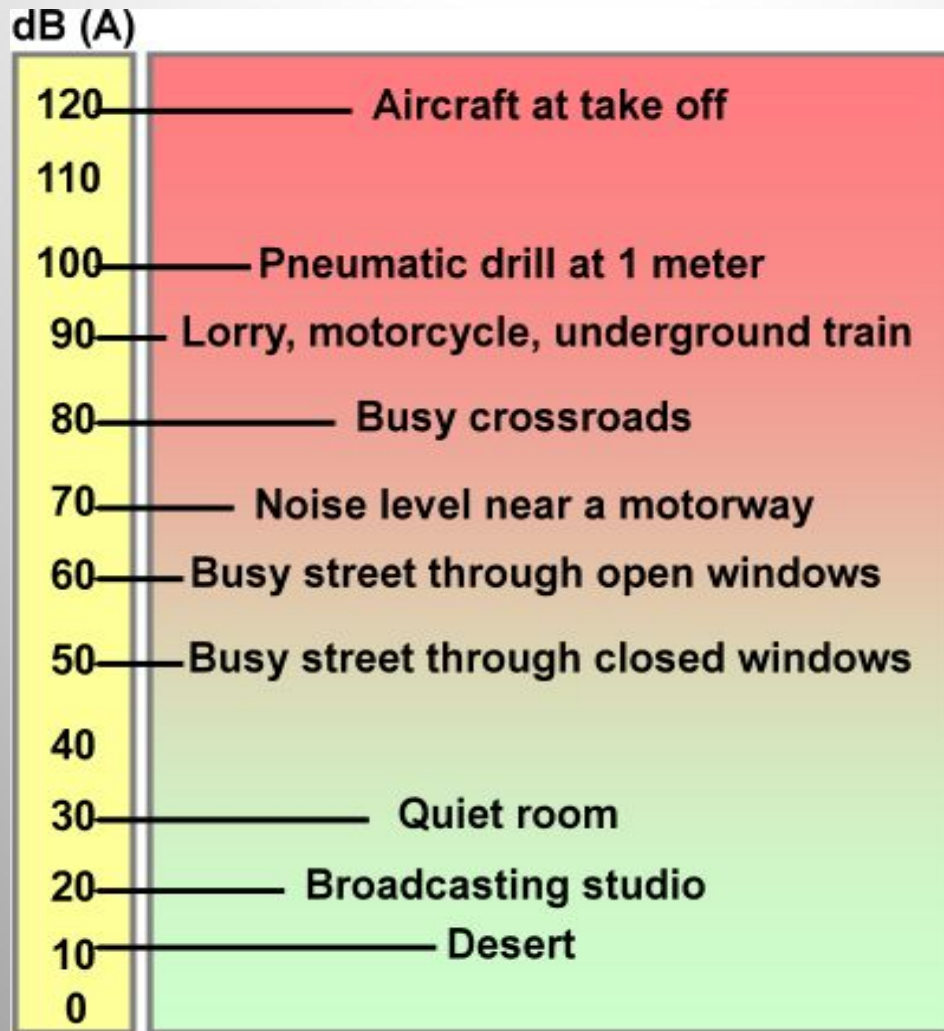 dB (A)
120 Aircraft at take off
110
100 Pneumatic drill at 1 meter
90 Lorry, motorcycle, underground train
80 Busy crossroads
70 Noise level near a motorway
60 Busy street through open windows
50 Busy street through closed windows
40
30 Quiet room
20 Broadcasting studio
10 Desert
0